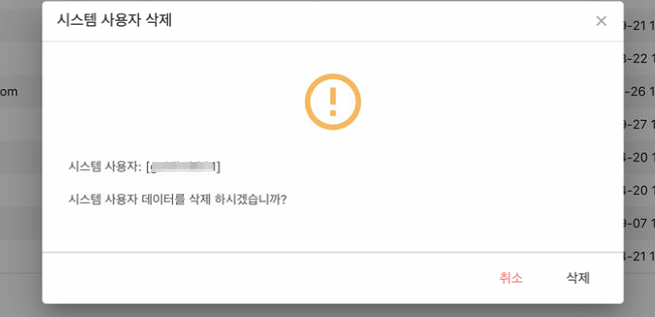 시스템 사용자 삭제
-21 1
-22 1
om
-26 1
-27 1
시스템 사용자: [
]
-20 1
시스템 사용자 데이터를 삭제 하시겠습니까?
-20 1
-07 1
-21 1
취소 삭제